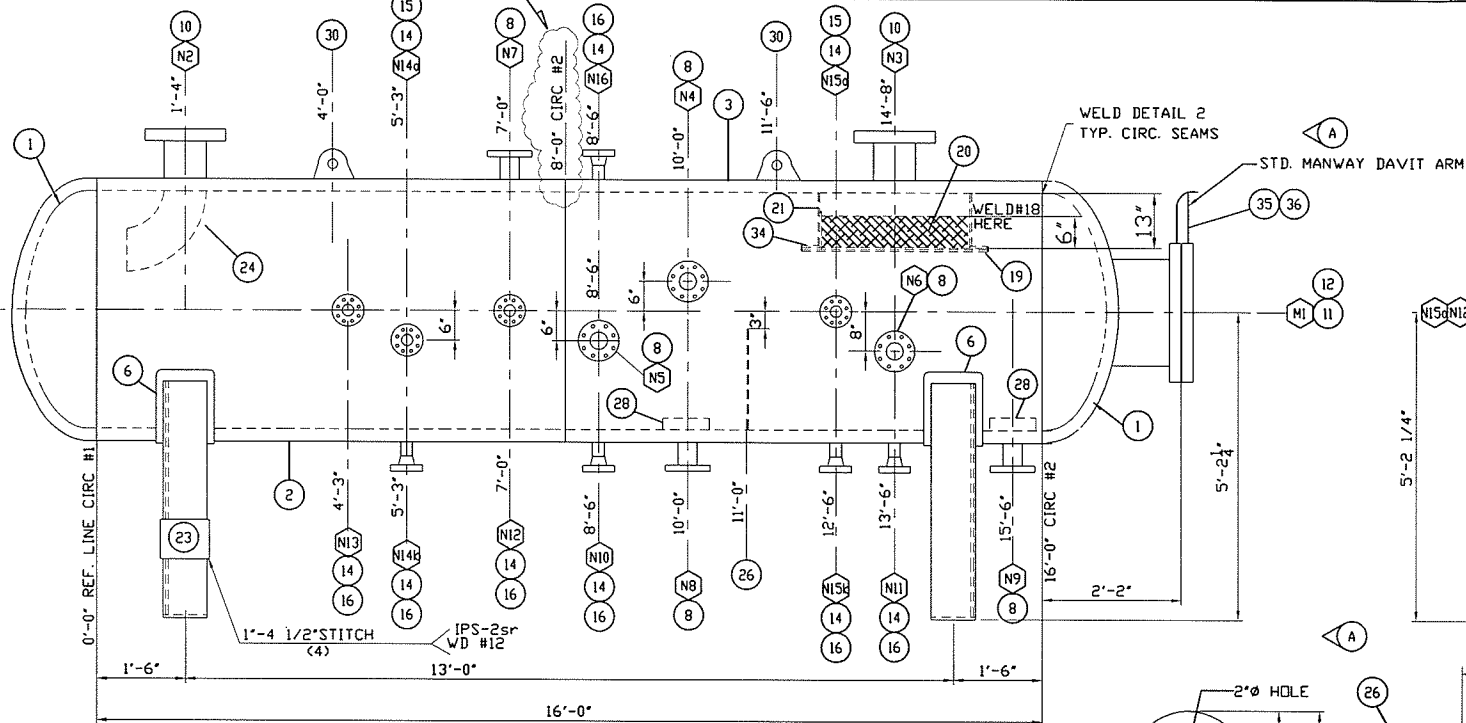 15
14
N14a
10
N2
1'-4"
30
4'-0"
5'-3"
8
N7
7'-0"
8'-0" CIRC #2
16
14
N16
8'-6"
8
N4
10'-0"
30
11'-6"
15
14
N15a
10
N3
14'-8"
WELD DETAIL 2
TYP. CIRC. SEAMS
A
STD. MANWAY DAVIT ARM
35 36
1
3
20
21
WELD#18
HERE
34
19
6"
13"
24
6"
6"
8'-6"
6"
3"
8"
N6 8
8
N5
12
M1 11
N15a N12
6
6
28
28
1
2
23
0'-0" REF. LINE CIRC #1
4'-3"
5'-3"
7'-0"
8'-6"
10'-0"
11'-0"
12'-6"
13'-6"
15'-6"
16'-0" CIRC #2
5'-2 1/4"
5'-2 1/4"
N13
14
16
N14b
14
16
N12
14
16
N10
14
16
N8
8
26
N15b
14
16
N11
14
16
N9
8
2'-2"
1"-4 1/2"STITCH
(4)
IPS-2sr
WD #12
A
1'-6"
13'-0"
1'-6"
16'-0"
2"ø HOLE
26